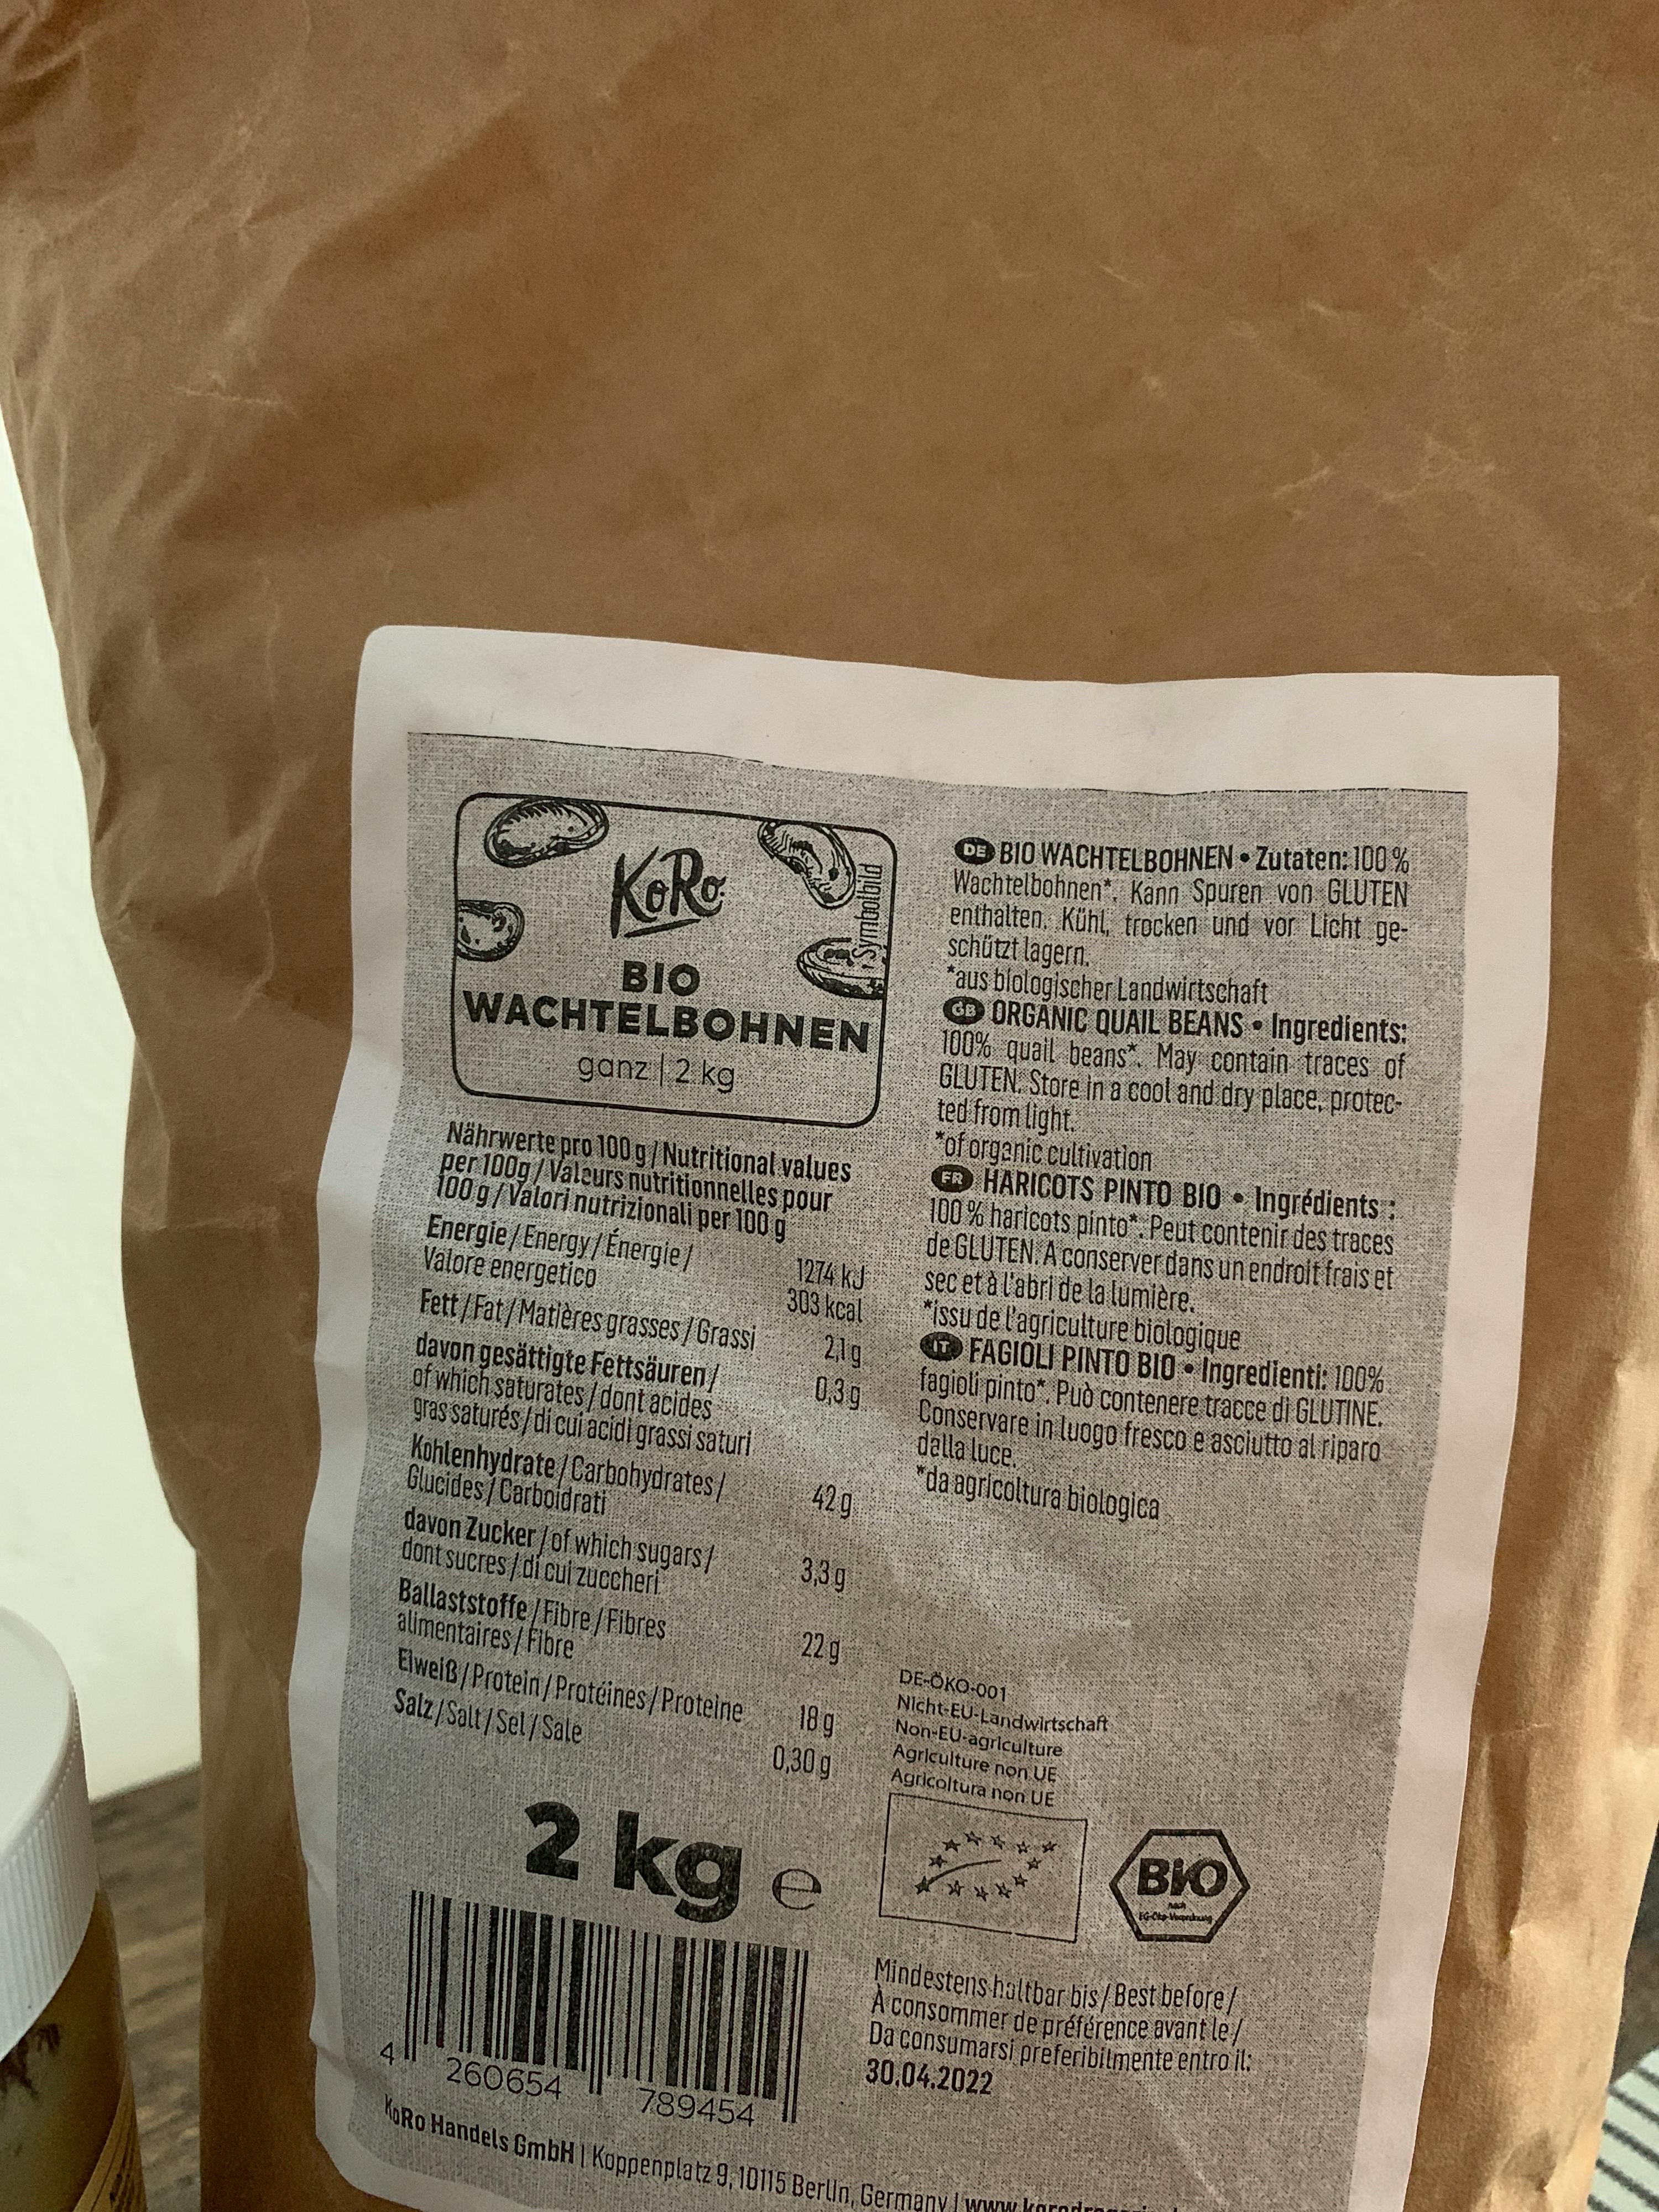 KoRo
Symbolbild
BIO
WACHTELBOHNEN
ganz | 2 kg
Nährwerte pro 100 g / Nutritional values
per 100g / Valeurs nutritionnelles pour
100 g / Valori nutrizionali per 100 g
Energie / Energy / Énergie /
Valore energetico
1274 kJ
303 kcal
Fett / Fat / Matières grasses / Grassi 2,1 g
davon gesättigte Fettsäuren / 0,3 g
of which saturates / dont acides
gras saturés / di cui acidi grassi saturi
Kohlenhydrate / Carbohydrates / 42 g
Glucides / Carboidrati
davon Zucker / of which sugars / 3,3 g
dont sucres / di cui zuccheri
Ballaststoffe / Fibre / Fibres 22 g
alimentaires / Fibre
Eiweiß / Protein / Protéines / Proteine 18 g
Salz / Salt / Sel / Sale 0,30 g
2 kg e
4 260654 789454
DE BIO WACHTELBOHNEN • Zutaten: 100 %
Wachtelbohnen*. Kann Spuren von GLUTEN
enthalten. Kühl, trocken und vor Licht ge-
schützt lagern.
*aus biologischer Landwirtschaft
GB ORGANIC QUAIL BEANS • Ingredients:
100% quail beans*. May contain traces of
GLUTEN. Store in a cool and dry place, protec-
ted from light.
*of organic cultivation
FR HARICOTS PINTO BIO • Ingrédients :
100 % haricots pinto*. Peut contenir des traces
de GLUTEN. A conserver dans un endroit frais et
sec et à l'abri de la lumière.
*issu de l'agriculture biologique
IT FAGIOLI PINTO BIO • Ingredienti: 100%
fagioli pinto*. Può contenere tracce di GLUTINE.
Conservare in luogo fresco e asciutto al riparo
dalla luce.
*da agricoltura biologica
DE-ÖKO-001
Nicht-EU-Landwirtschaft
Non-EU-agriculture
Agriculture non UE
Agricoltura non UE
BIO
nach
EG-Öko-Verordnung
Mindestens haltbar bis / Best before /
À consommer de préférence avant le /
Da consumarsi preferibilmente entro il:
30.04.2022
KoRo Handels GmbH | Koppenplatz 9, 10115 Berlin, Germany |